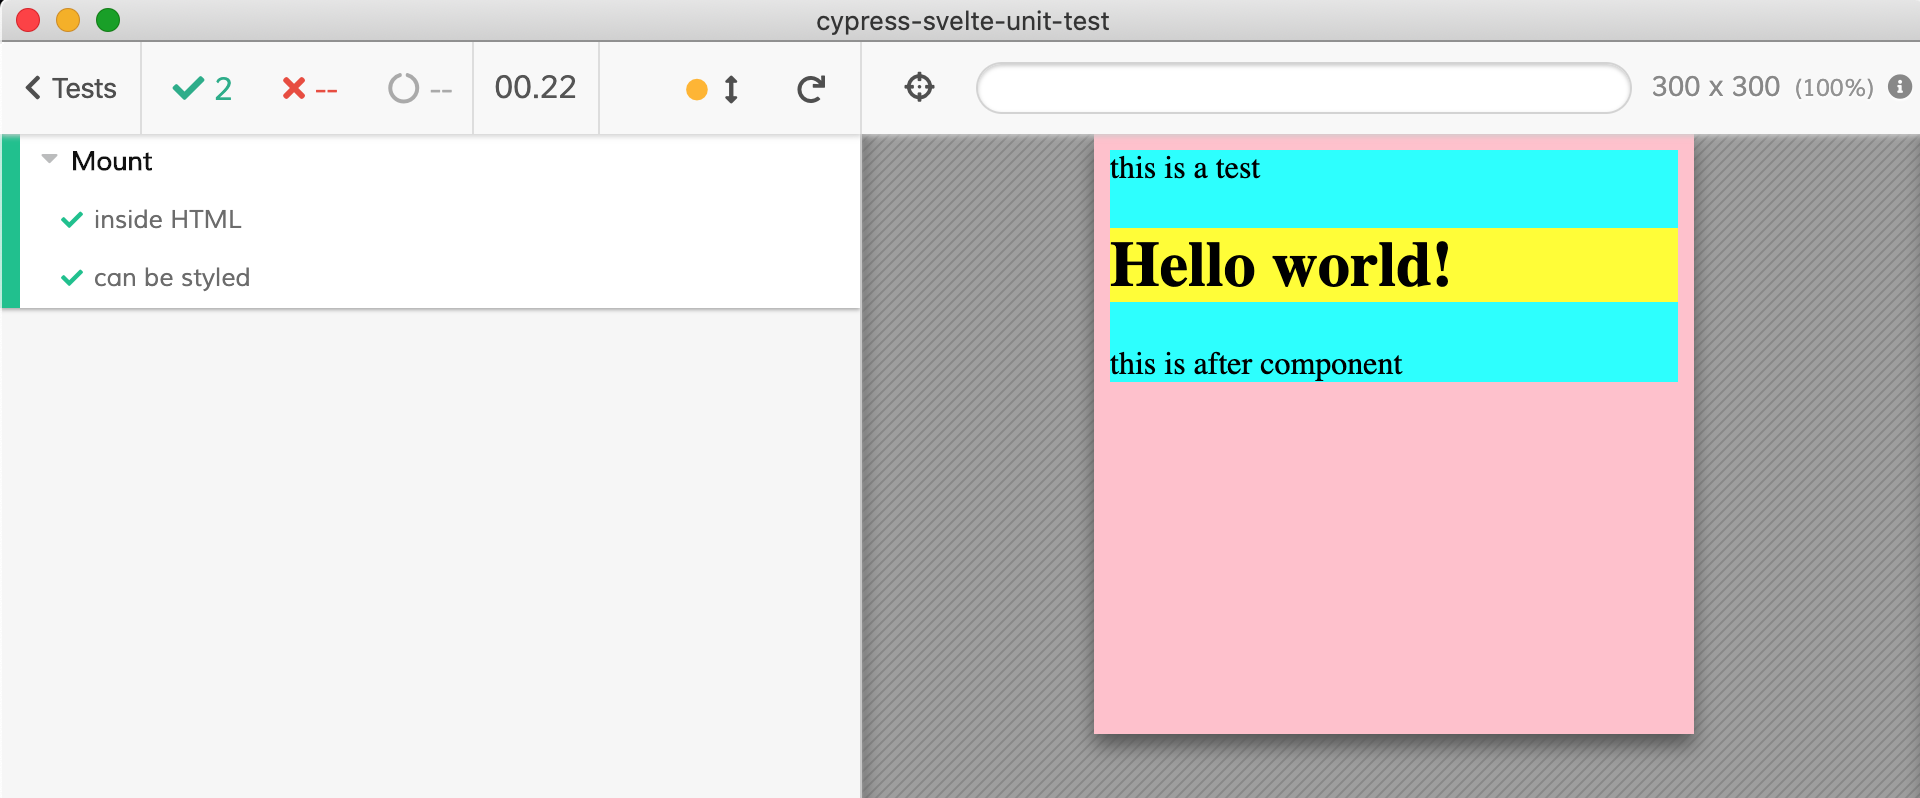 cypress-svelte-unit-test
Tests
2
--
--
00.22
300 x 300 (100%)
Mount
inside HTML
can be styled
this is a test
Hello world!
this is after component